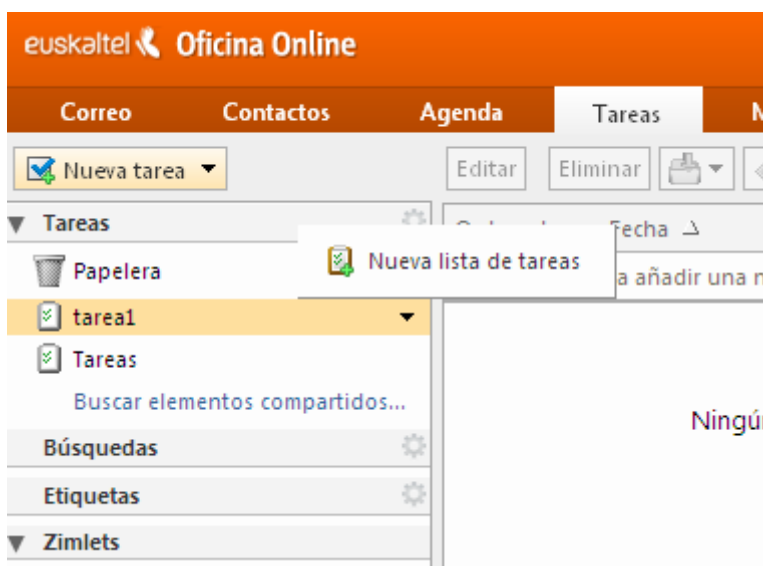 euskaltel Oficina Online
Correo Contactos Agenda Tareas
Nueva tarea Editar Eliminar
Tareas
Fecha
Nueva lista de tareas
Papelera
a añadir una
tarea1
Tareas
Buscar elementos compartidos...
Búsquedas
Etiquetas
Zimlets